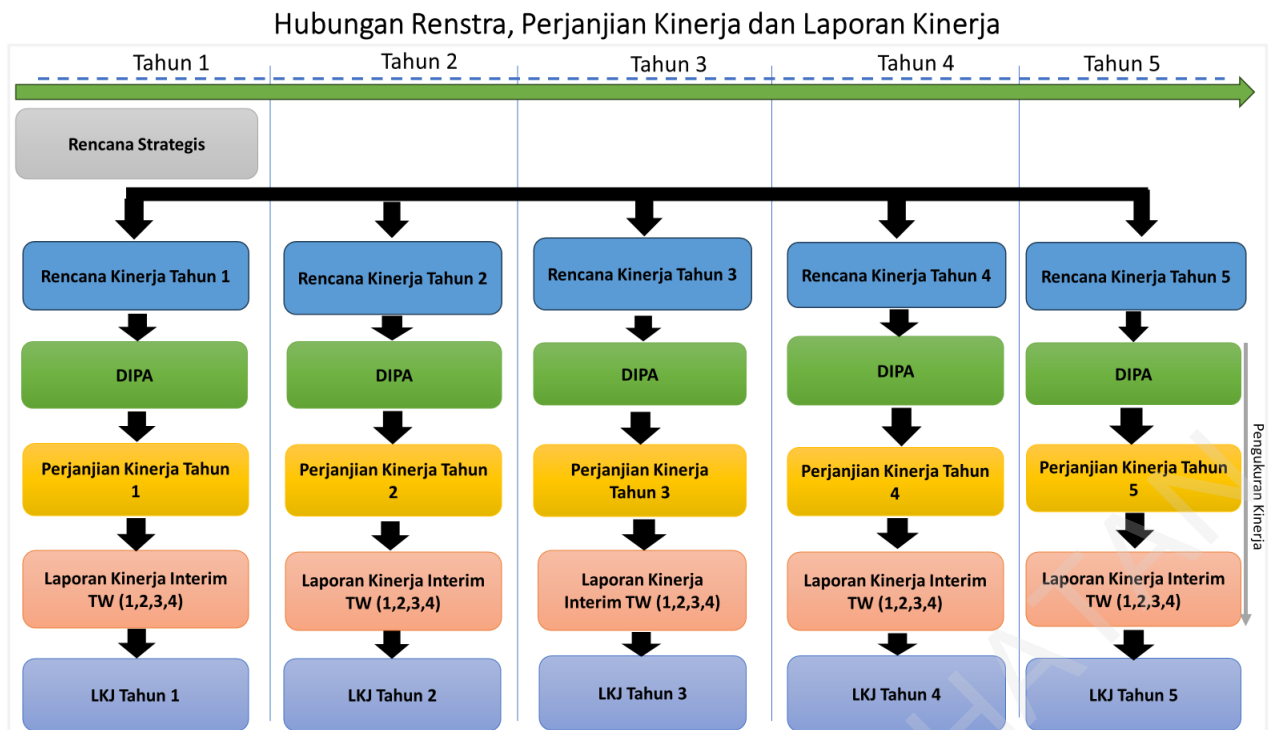 Hubungan Renstra, Perjanjian Kinerja dan Laporan Kinerja
Tahun 1
Tahun 2
Tahun 3
Tahun 4
Tahun 5
Rencana Strategis
Rencana Kinerja Tahun 1
Rencana Kinerja Tahun 2
Rencana Kinerja Tahun 3
Rencana Kinerja Tahun 4
Rencana Kinerja Tahun 5
DIPA
DIPA
DIPA
DIPA
DIPA
Perjanjian Kinerja Tahun
1
Perjanjian Kinerja Tahun
2
Perjanjian Kinerja
Tahun 3
Perjanjian Kinerja Tahun
4
Perjanjian Kinerja Tahun
5
Pengukuran Kinerja
Laporan Kinerja Interim
TW (1,2,3,4)
Laporan Kinerja Interim
TW (1,2,3,4)
Laporan Kinerja
Interim TW (1,2,3,4)
Laporan Kinerja Interim
TW (1,2,3,4)
Laporan Kinerja Interim
TW (1,2,3,4)
LKJ Tahun 1
LKJ Tahun 2
LKJ Tahun 3
LKJ Tahun 4
LKJ Tahun 5